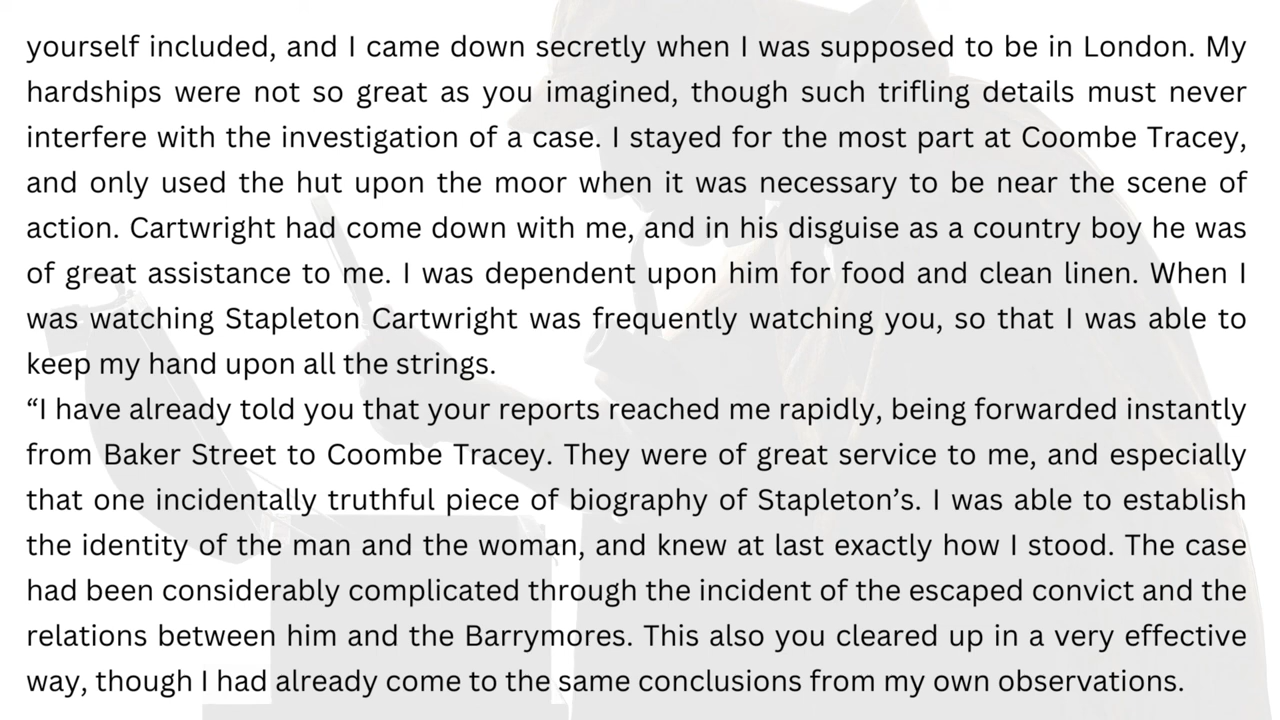 yourself included, and I came down secretly when I was supposed to be in London. My
hardships were not so great as you imagined, though such trifling details must never
interfere with the investigation of a case. I stayed for the most part at Coombe Tracey,
and only used the hut upon the moor when it was necessary to be near the scene of
action. Cartwright had come down with me, and in his disguise as a country boy he was
of great assistance to me. I was dependent upon him for food and clean linen. When I
was watching Stapleton Cartwright was frequently watching you, so that I was able to
keep my hand upon all the strings.
“I have already told you that your reports reached me rapidly, being forwarded instantly
from Baker Street to Coombe Tracey. They were of great service to me, and especially
that one incidentally truthful piece of biography of Stapleton’s. I was able to establish
the identity of the man and the woman, and knew at last exactly how I stood. The case
had been considerably complicated through the incident of the escaped convict and the
relations between him and the Barrymores. This also you cleared up in a very effective
way, though I had already come to the same conclusions from my own observations.